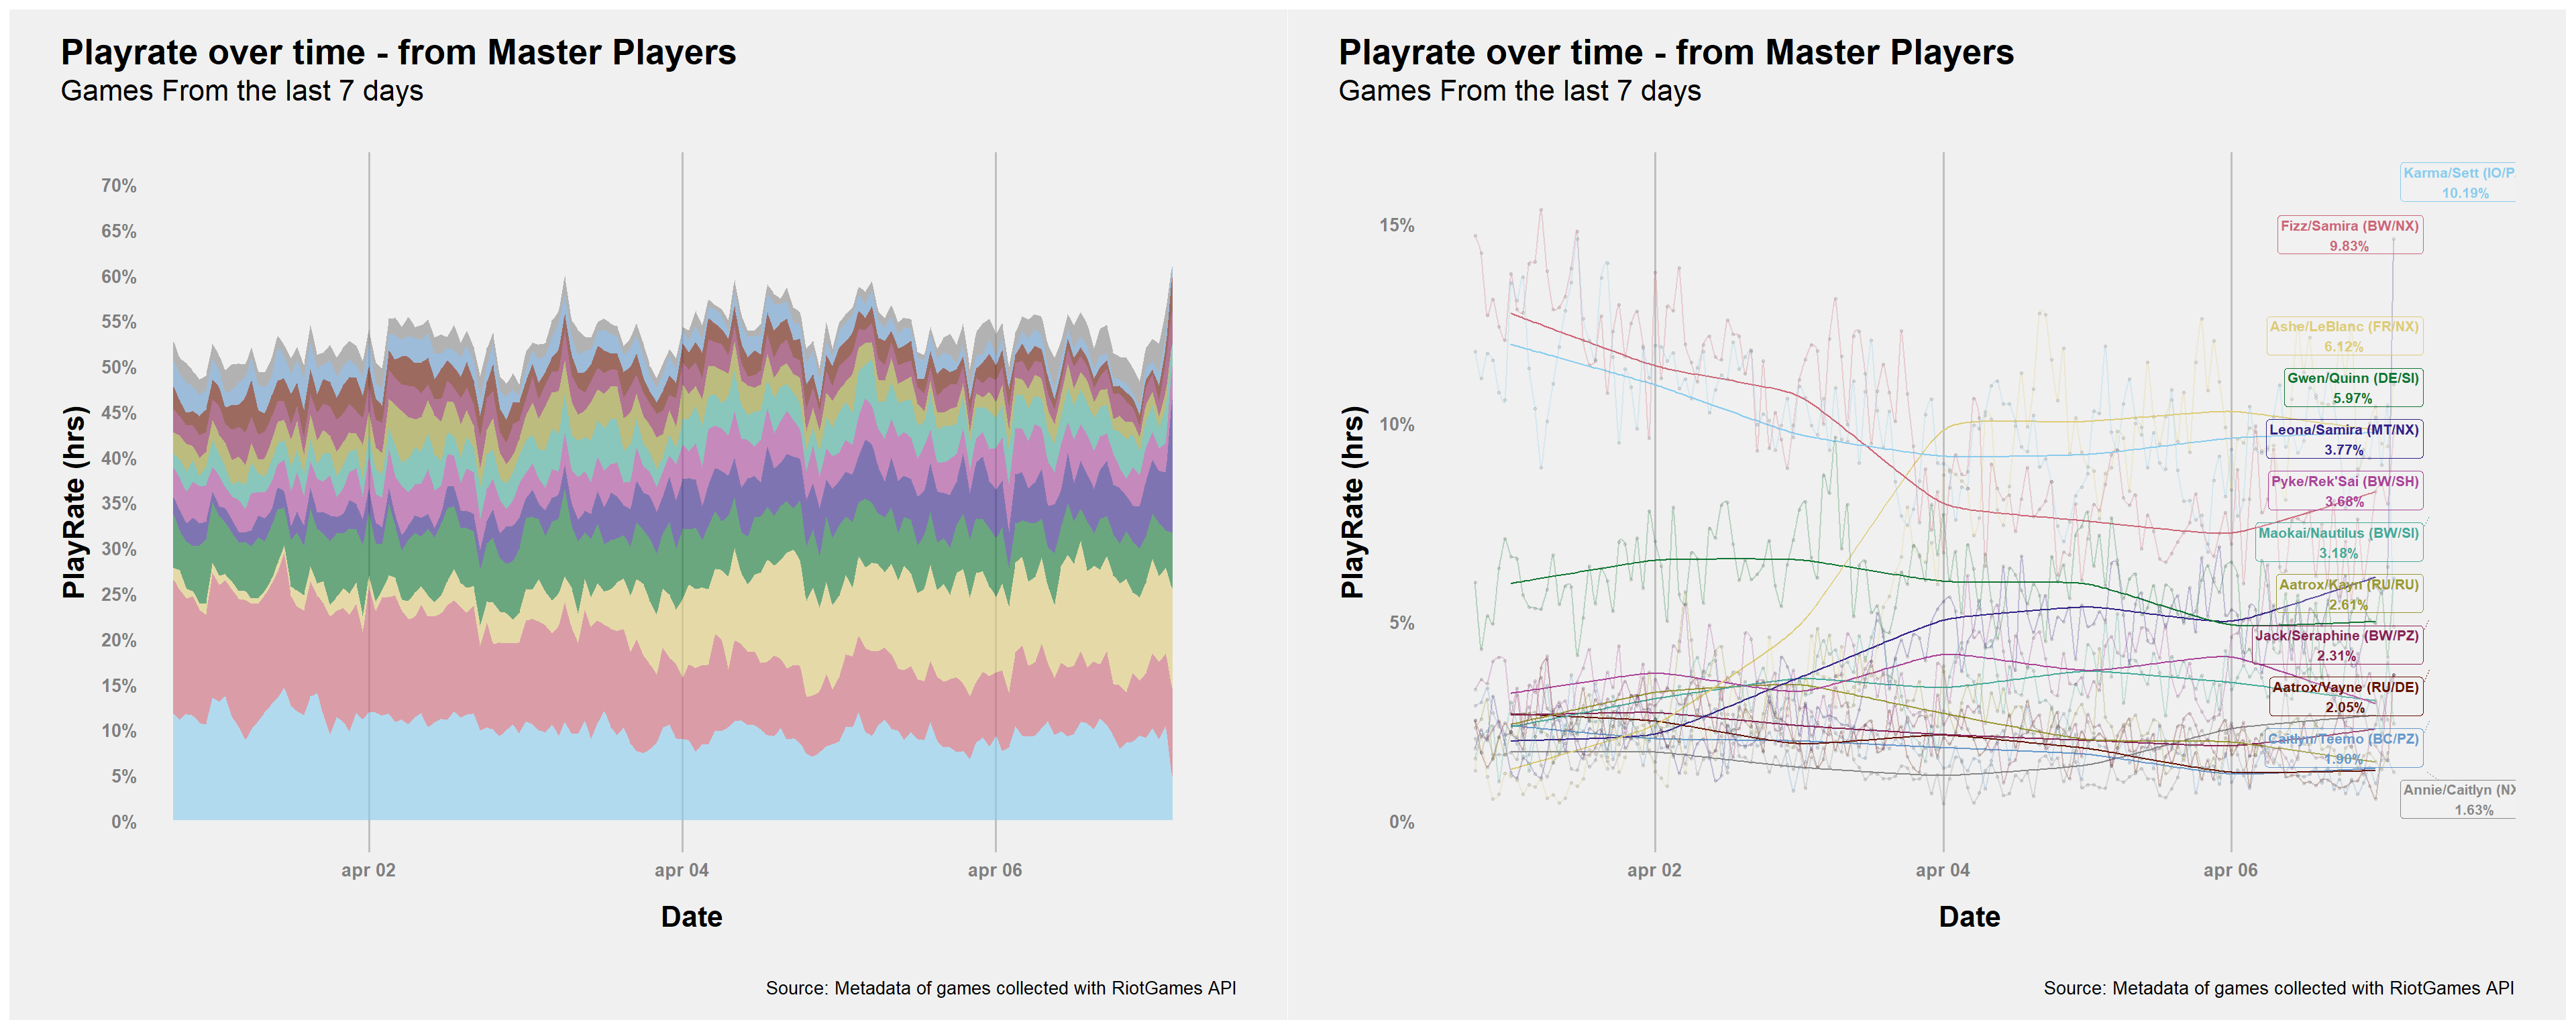 Playrate over time - from Master Players
Games From the last 7 days
PlayRate (hrs)
70%
65%
60%
55%
50%
45%
40%
35%
30%
25%
20%
15%
10%
5%
0%
apr 02
apr 04
apr 06
Date
Source: Metadata of games collected with RiotGames API
Playrate over time - from Master Players
Games From the last 7 days
PlayRate (hrs)
15%
10%
5%
0%
Karma/Sett (IO/P
10.19%
Fizz/Samira (BW/NX)
9.83%
Ashe/LeBlanc (FR/NX)
6.12%
Gwen/Quinn (DE/SI)
5.97%
Leona/Samira (MT/NX)
3.77%
Pyke/Rek'Sai (BW/SH)
3.68%
Maokai/Nautilus (BW/SI)
3.18%
Aatrox/Kayn (RU/RU)
2.61%
Jack/Seraphine (BW/PZ)
2.31%
Aatrox/Vayne (RU/DE)
2.05%
Caitlyn/Teemo (BC/PZ)
1.90%
Annie/Caitlyn (NX
1.63%
apr 02
apr 04
apr 06
Date
Source: Metadata of games collected with RiotGames API